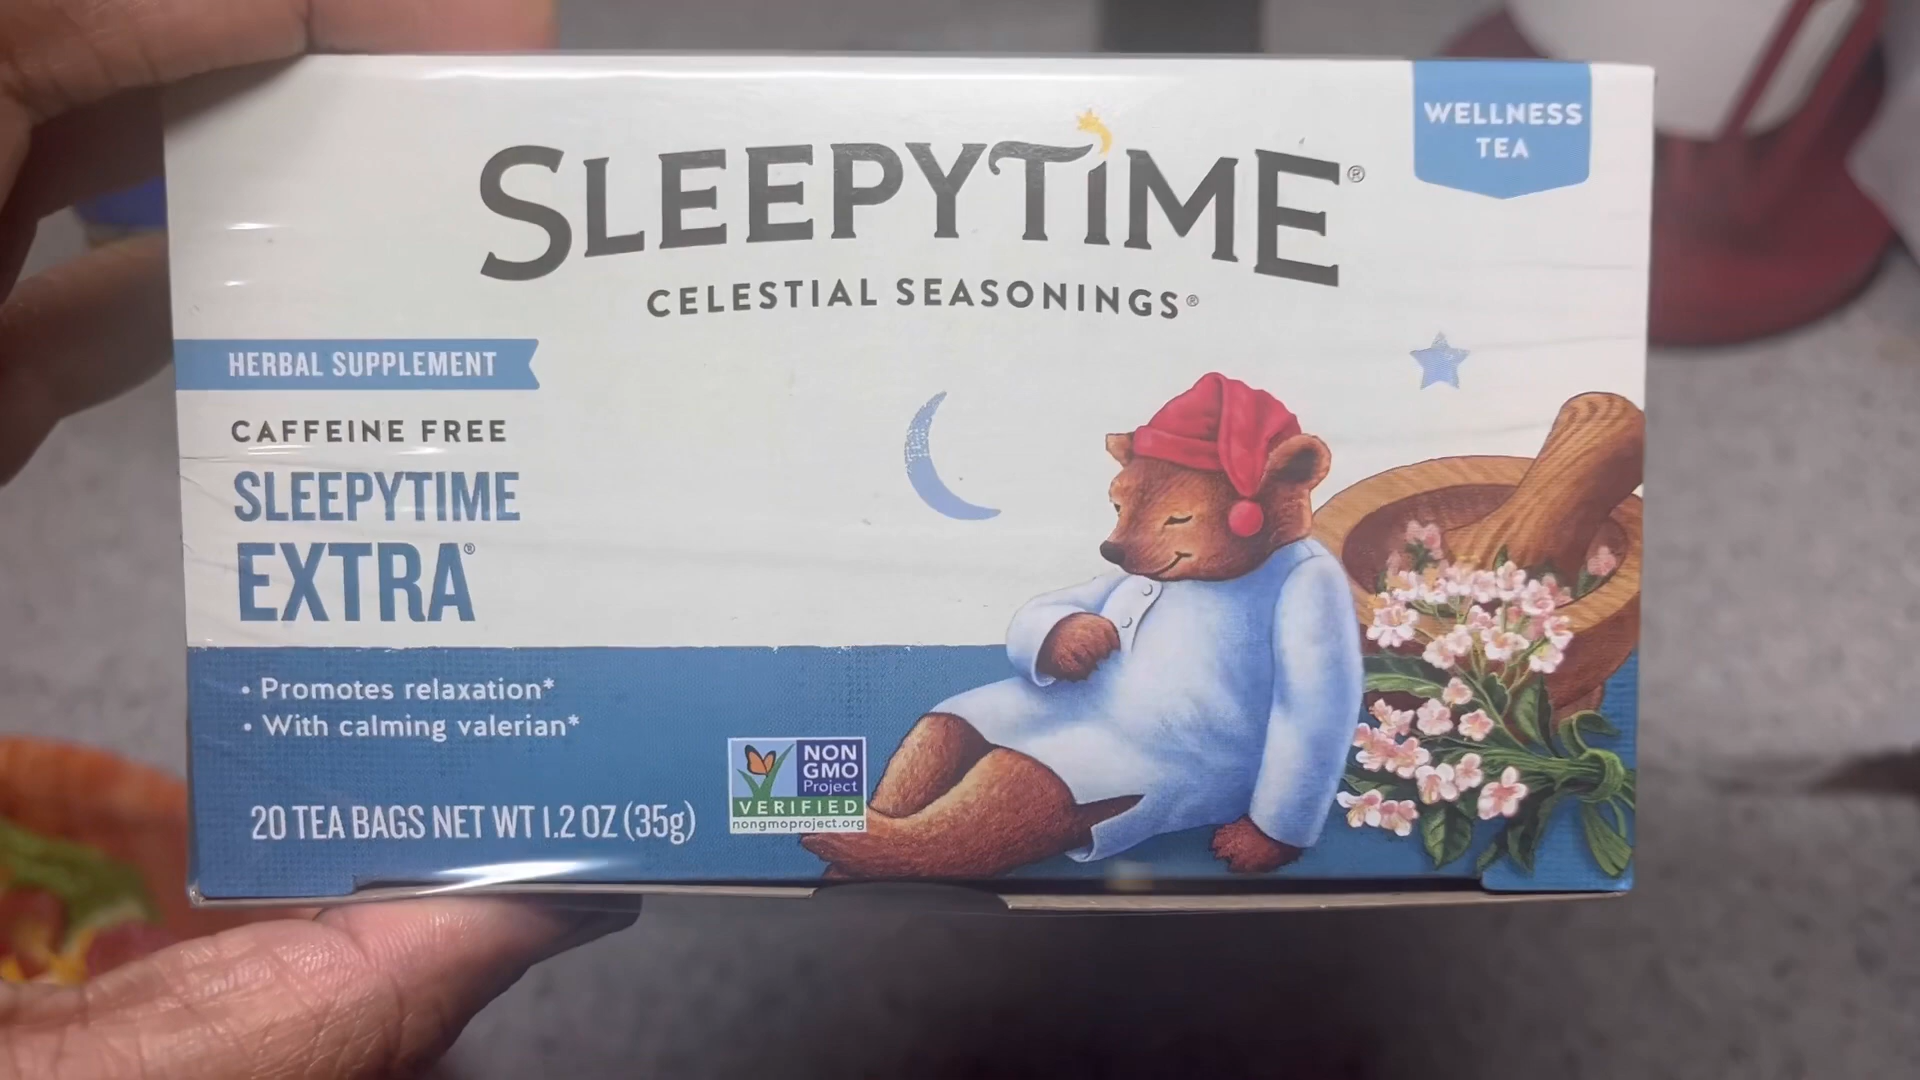 WELLNESS
TEA
SLEEPYTIME®
CELESTIAL SEASONINGS®
HERBAL SUPPLEMENT
CAFFEINE FREE
SLEEPYTIME
EXTRA®
• Promotes relaxation*
• With calming valerian*
20 TEA BAGS NET WT 1.2 OZ (35g)
NON
GMO
Project
VERIFIED
nongmoproject.org